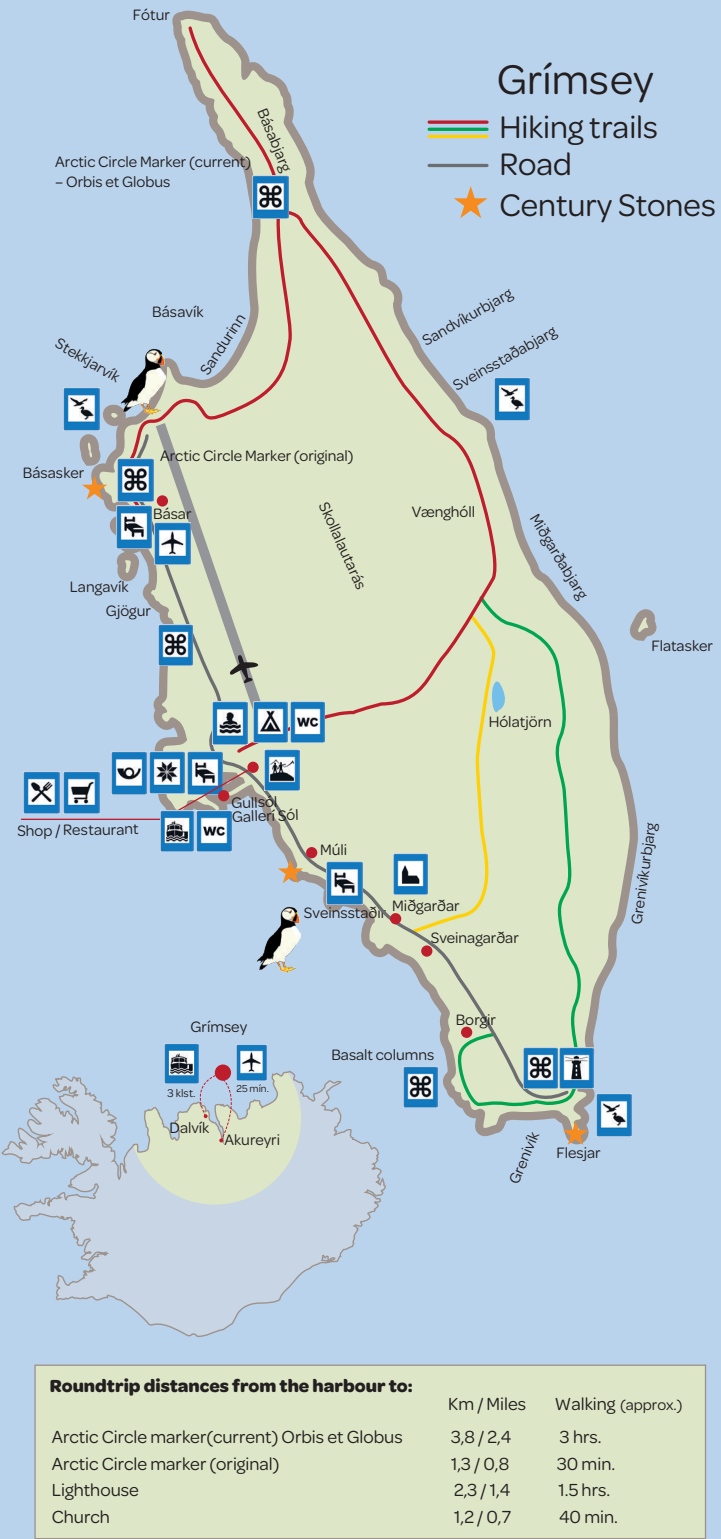 Grímsey
Hiking trails
Road
Century Stones
Fótur
Básabjarg
Arctic Circle Marker (current)
– Orbis et Globus
Básavík
Sandurinn
Stekkjarvík
Sandvíkurbjarg
Sveinsstaðabjarg
Básasker
Arctic Circle Marker (original)
Básar
Skollalautarás
Vænghóll
Miðgarðabjarg
Langavík
Gjögur
Flatasker
Hólatjörn
WC
Shop / Restaurant
WC
Gullsól
Gallerí Sól
Múli
Sveinsstaðir
Miðgarðar
Sveinagarðar
Grenivíkurbjarg
Borgir
Basalt columns
Grenivík
Flesjar
Grímsey
3 klst.
25 mín.
Dalvík
Akureyri
Roundtrip distances from the harbour to:
Km / Miles Walking (approx.)
Arctic Circle marker(current) Orbis et Globus 3,8 / 2,4 3 hrs.
Arctic Circle marker (original) 1,3 / 0,8 30 min.
Lighthouse 2,3 / 1,4 1.5 hrs.
Church 1,2 / 0,7 40 min.